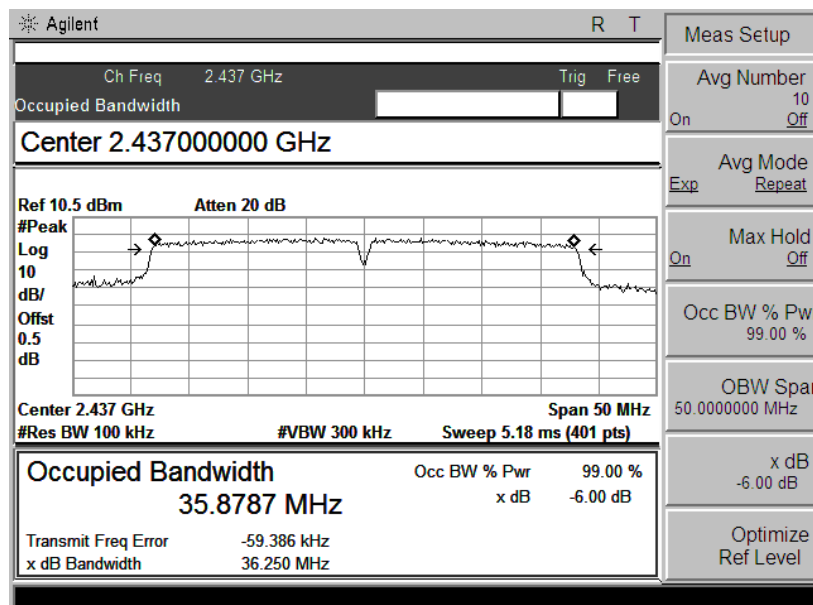 Agilent R T
Ch Freq 2.437 GHz Trig Free
Occupied Bandwidth
Center 2.437000000 GHz
Ref 10.5 dBm Atten 20 dB
#Peak
Log
10
dB/
Offst
0.5
dB
Center 2.437 GHz Span 50 MHz
#Res BW 100 kHz #VBW 300 kHz Sweep 5.18 ms (401 pts)
Occupied Bandwidth
35.8787 MHz
Occ BW % Pwr 99.00 %
x dB -6.00 dB
Transmit Freq Error -59.386 kHz
x dB Bandwidth 36.250 MHz
Meas Setup
Avg Number
10
On Off
Avg Mode
Exp Repeat
Max Hold
On Off
Occ BW % Pw
99.00 %
OBW Spa
50.0000000 MHz
x dB
-6.00 dB
Optimize
Ref Level